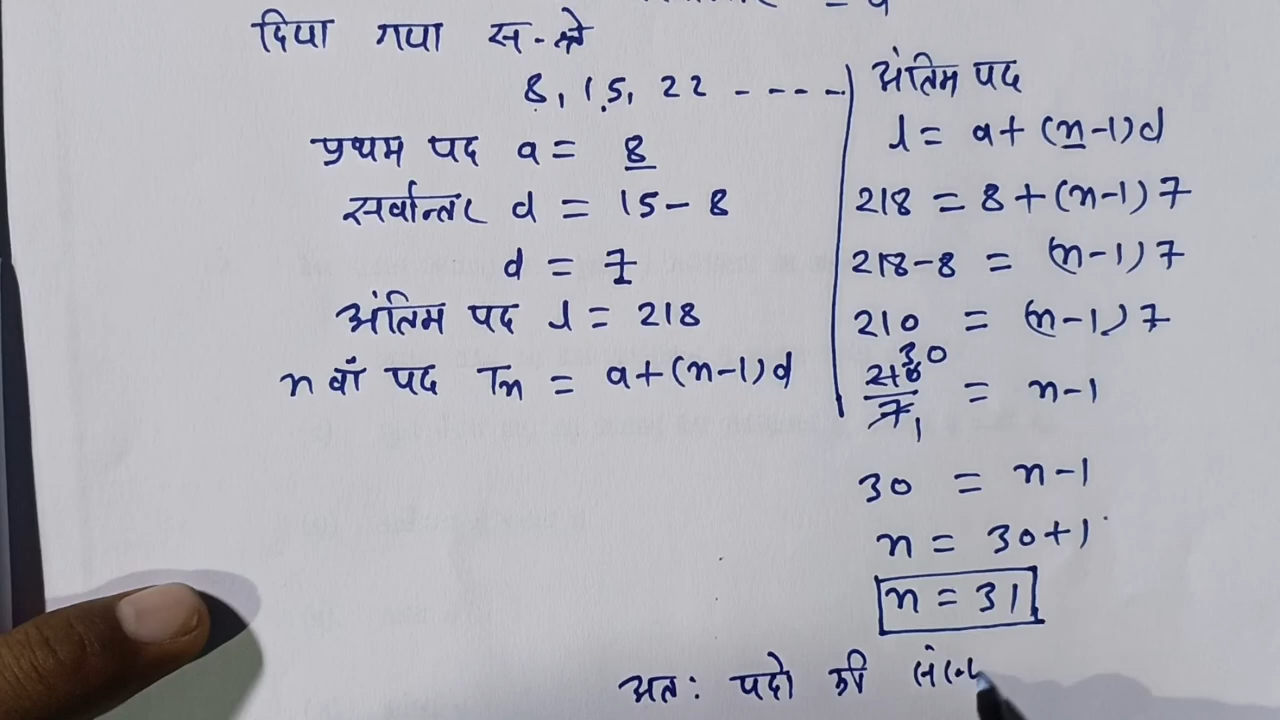 दिया गया स.श्रे
8, 15, 22 - - - -
प्रथम पद a = 8
सर्वान्तर d = 15 - 8
d = 7
अंतिम पद l = 218
n वाँ पद Tn = a+(n-1)d
अंतिम पद
l = a+(n-1)d
218 = 8+(n-1)7
218-8 = (n-1)7
210 = (n-1)7
30
210/7 = n-1
1
30 = n-1
n = 30+1
n = 31
अतः पदो की